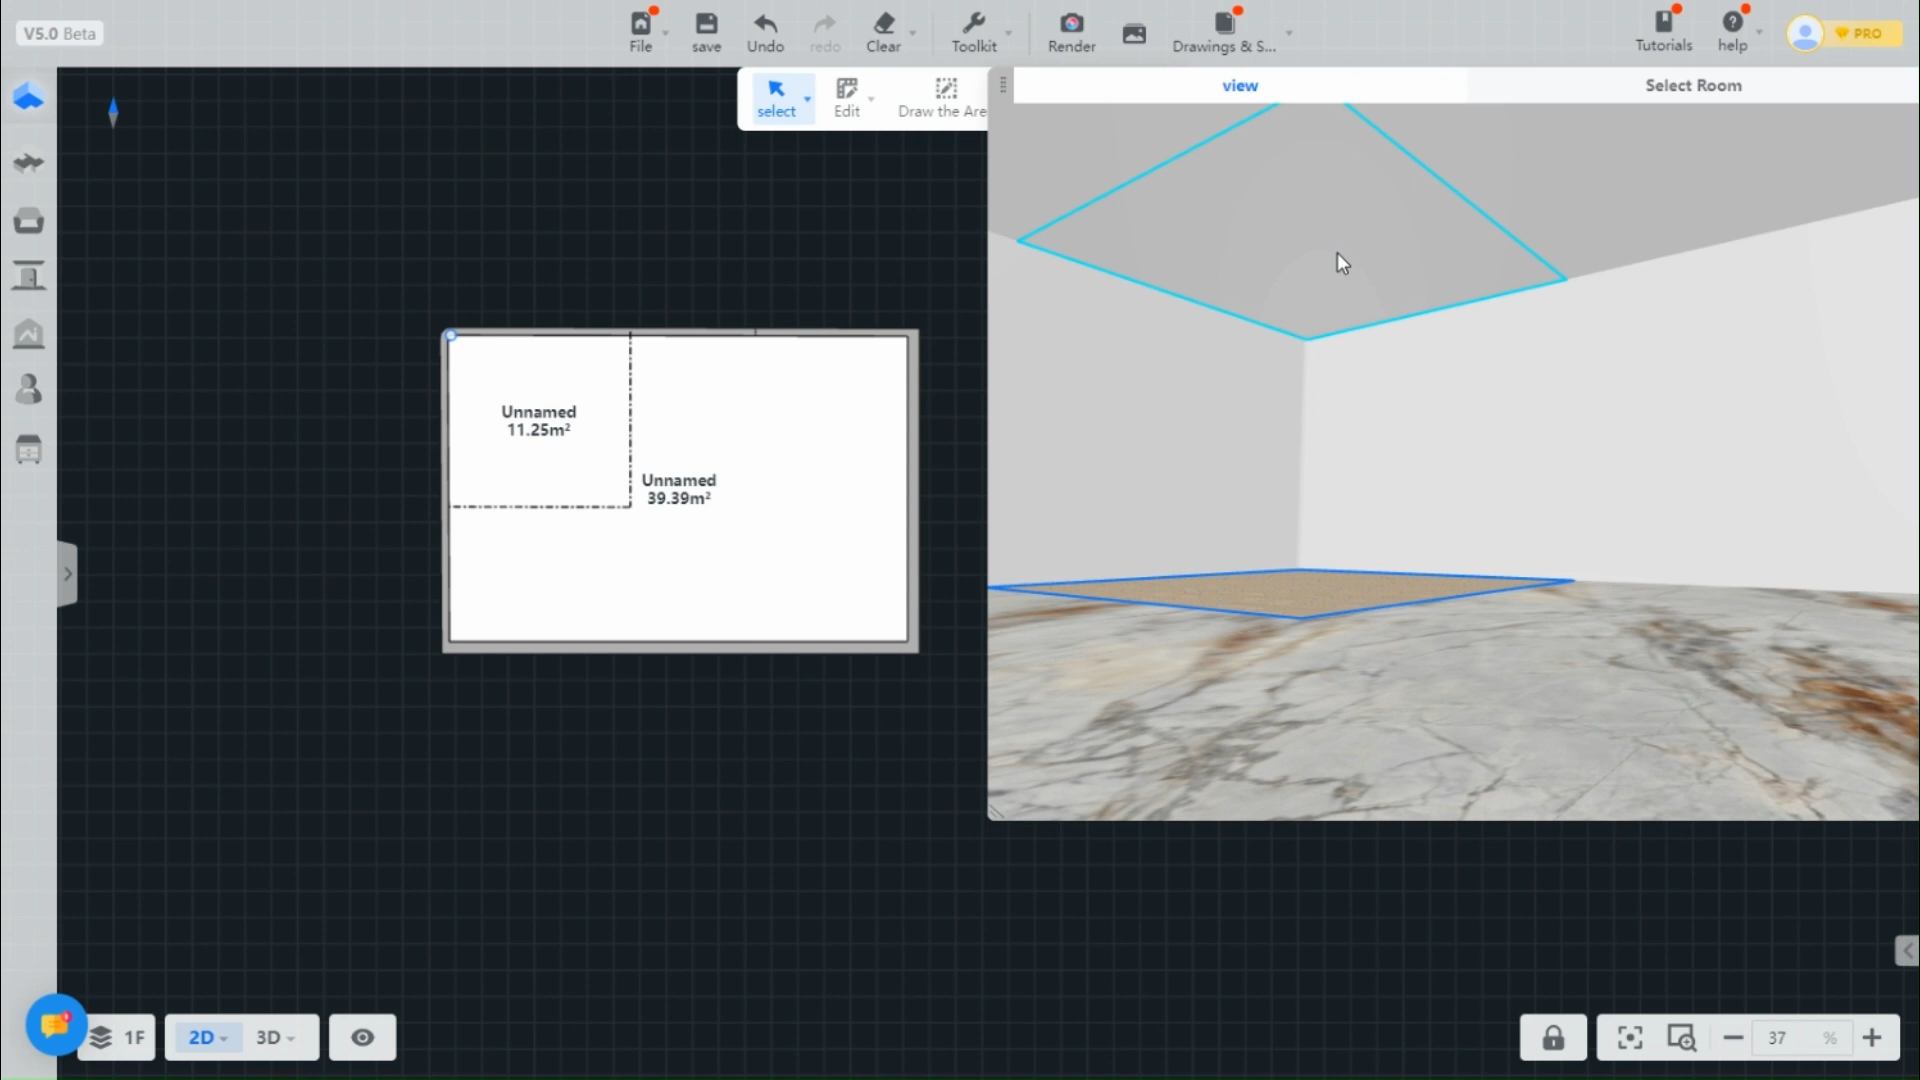 V5.0 Beta
File
save
Undo
redo
Clear
Toolkit
Render
Drawings & S...
Tutorials
help
PRO
select
Edit
Draw the Are
view
Select Room
Unnamed
11.25m²
Unnamed
39.39m²
1F
2D
3D
37 %